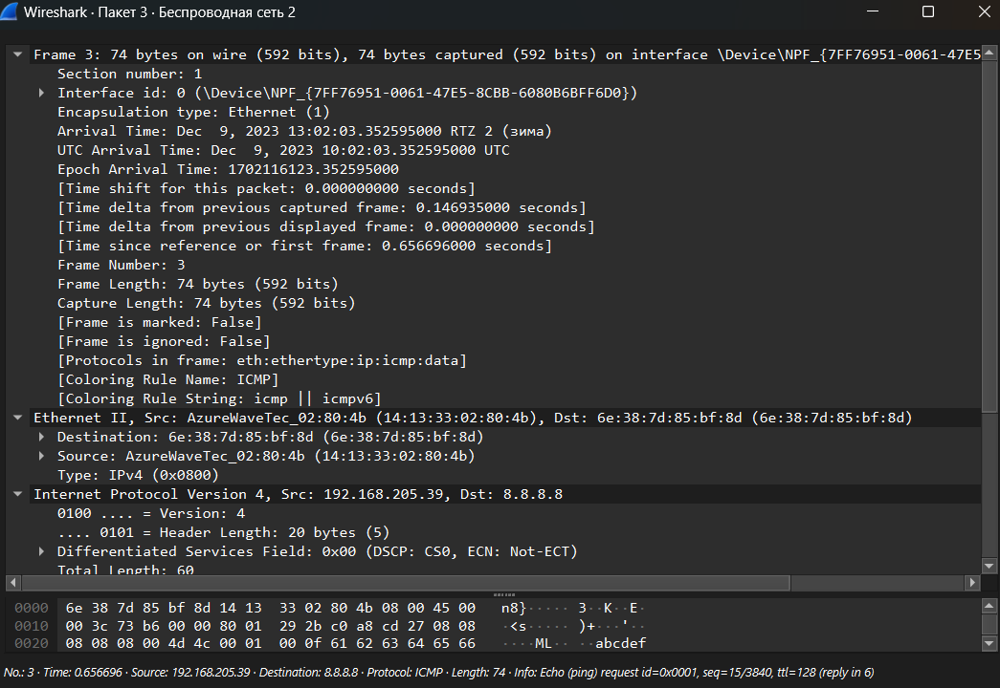 Wireshark · Пакет 3 · Беспроводная сеть 2
Frame 3: 74 bytes on wire (592 bits), 74 bytes captured (592 bits) on interface \Device\NPF_{7FF76951-0061-47E5
Section number: 1
Interface id: 0 (\Device\NPF_{7FF76951-0061-47E5-8CBB-6080B6BFF6D0})
Encapsulation type: Ethernet (1)
Arrival Time: Dec  9, 2023 13:02:03.352595000 RTZ 2 (зима)
UTC Arrival Time: Dec  9, 2023 10:02:03.352595000 UTC
Epoch Arrival Time: 1702116123.352595000
[Time shift for this packet: 0.000000000 seconds]
[Time delta from previous captured frame: 0.146935000 seconds]
[Time delta from previous displayed frame: 0.000000000 seconds]
[Time since reference or first frame: 0.656696000 seconds]
Frame Number: 3
Frame Length: 74 bytes (592 bits)
Capture Length: 74 bytes (592 bits)
[Frame is marked: False]
[Frame is ignored: False]
[Protocols in frame: eth:ethertype:ip:icmp:data]
[Coloring Rule Name: ICMP]
[Coloring Rule String: icmp || icmpv6]
Ethernet II, Src: AzureWaveTec_02:80:4b (14:13:33:02:80:4b), Dst: 6e:38:7d:85:bf:8d (6e:38:7d:85:bf:8d)
Destination: 6e:38:7d:85:bf:8d (6e:38:7d:85:bf:8d)
Source: AzureWaveTec_02:80:4b (14:13:33:02:80:4b)
Type: IPv4 (0x0800)
Internet Protocol Version 4, Src: 192.168.205.39, Dst: 8.8.8.8
0100 .... = Version: 4
.... 0101 = Header Length: 20 bytes (5)
Differentiated Services Field: 0x00 (DSCP: CS0, ECN: Not-ECT)
Total Length: 60
0000 6e 38 7d 85 bf 8d 14 13 33 02 80 4b 08 00 45 00 n8}····· 3··K··E·
0010 00 3c 73 b6 00 00 80 01 29 2b c0 a8 cd 27 08 08 ·<s····· )+···'··
0020 08 08 08 00 4d 4c 00 01 00 0f 61 62 63 64 65 66 ····ML·· ··abcdef
No.: 3 · Time: 0.656696 · Source: 192.168.205.39 · Destination: 8.8.8.8 · Protocol: ICMP · Length: 74 · Info: Echo (ping) request id=0x0001, seq=15/3840, ttl=128 (reply in 6)